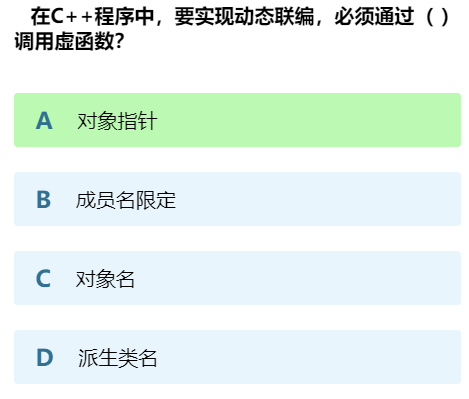 在C++程序中，要实现动态联编，必须通过（ ）
调用虚函数？
A 对象指针
B 成员名限定
C 对象名
D 派生类名